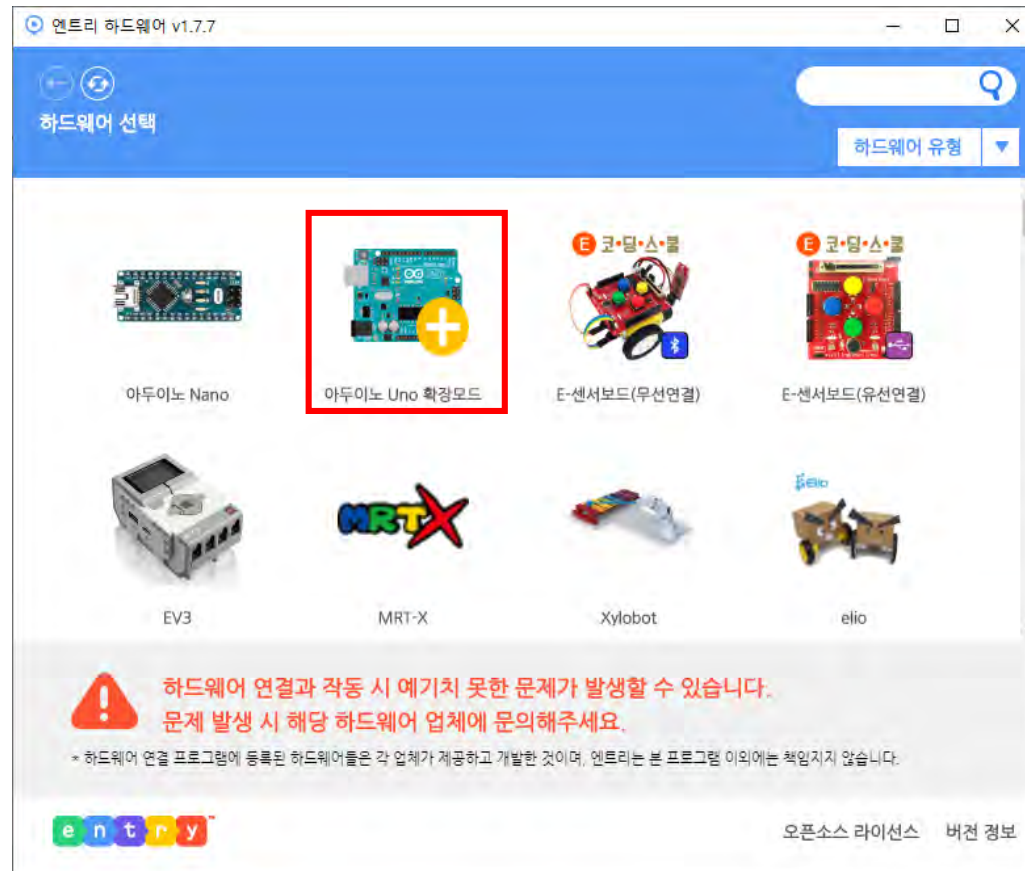 엔트리 하드웨어 v1.7.7
하드웨어 선택
하드웨어 유형
E 코·딩·스·쿨
E 코·딩·스·쿨
아두이노 Nano
아두이노 Uno 확장모드
E-센서보드(무선연결)
E-센서보드(유선연결)
MRTX
Elio
EV3
MRT-X
Xylobot
elio
하드웨어 연결과 작동 시 예기치 못한 문제가 발생할 수 있습니다.
문제 발생 시 해당 하드웨어 업체에 문의해주세요.
* 하드웨어 연결 프로그램에 등록된 하드웨어들은 각 업체가 제공하고 개발한 것이며, 엔트리는 본 프로그램 이외에는 책임지지 않습니다.
entry
오픈소스 라이선스 버전 정보